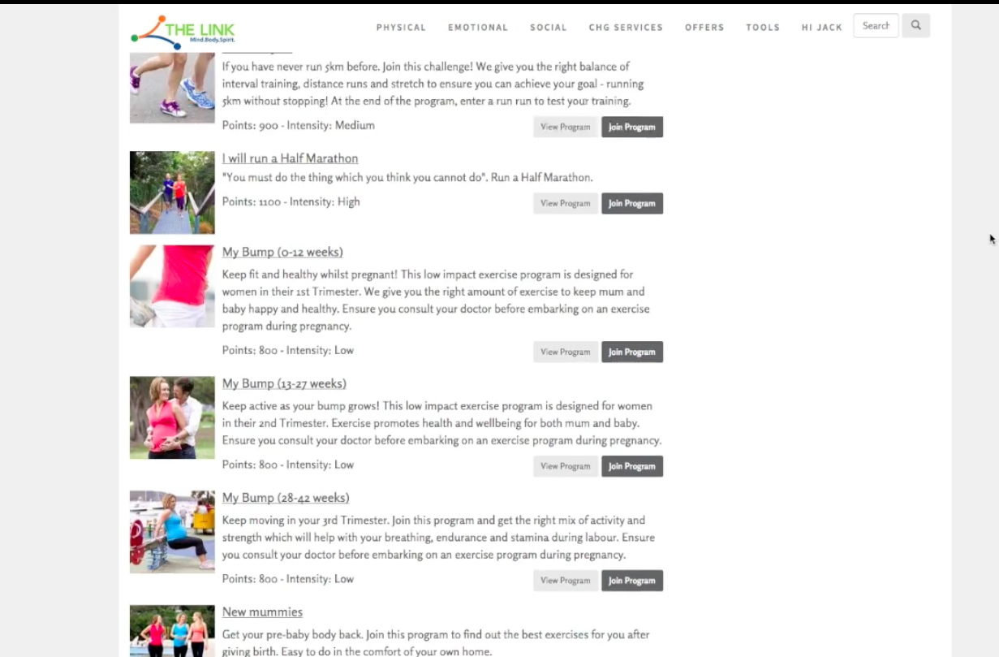 THE LINK
Mind.Body.Spirit.
PHYSICAL EMOTIONAL SOCIAL CHG SERVICES OFFERS TOOLS HI JACK Search
If you have never run 5km before. Join this challenge! We give you the right balance of
interval training, distance runs and stretch to ensure you can achieve your goal - running
5km without stopping! At the end of the program, enter a run run to test your training.
Points: 900 - Intensity: Medium View Program Join Program
I will run a Half Marathon
"You must do the thing which you think you cannot do". Run a Half Marathon.
Points: 1100 - Intensity: High View Program Join Program
My Bump (0-12 weeks)
Keep fit and healthy whilst pregnant! This low impact exercise program is designed for
women in their 1st Trimester. We give you the right amount of exercise to keep mum and
baby happy and healthy. Ensure you consult your doctor before embarking on an exercise
program during pregnancy.
Points: 800 - Intensity: Low View Program Join Program
My Bump (13-27 weeks)
Keep active as your bump grows! This low impact exercise program is designed for women
in their 2nd Trimester. Exercise promotes health and wellbeing for both mum and baby.
Ensure you consult your doctor before embarking on an exercise program during pregnancy.
Points: 800 - Intensity: Low View Program Join Program
My Bump (28-42 weeks)
Keep moving in your 3rd Trimester. Join this program and get the right mix of activity and
strength which will help with your breathing, endurance and stamina during labour. Ensure
you consult your doctor before embarking on an exercise program during pregnancy.
Points: 800 - Intensity: Low View Program Join Program
New mummies
Get your pre-baby body back. Join this program to find out the best exercises for you after
giving birth. Easy to do in the comfort of your own home.